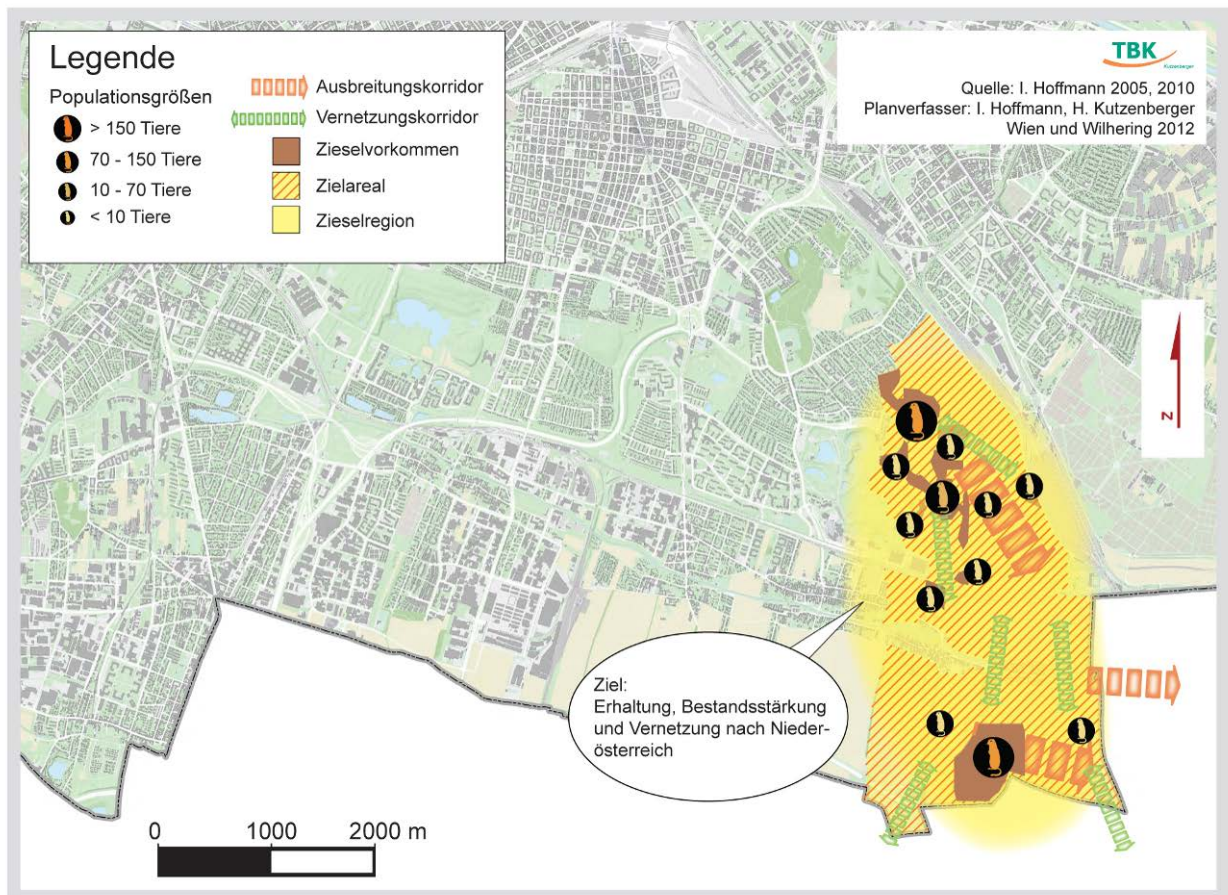 Legende
Populationsgrößen
> 150 Tiere
70 - 150 Tiere
10 - 70 Tiere
< 10 Tiere
Ausbreitungskorridor
Vernetzungskorridor
Zieselvorkommen
Zielareal
Zieselregion
TBK
Kutzenberger
Quelle: I. Hoffmann 2005, 2010
Planverfasser: I. Hoffmann, H. Kutzenberger
Wien und Wilhering 2012
N
Ziel:
Erhaltung, Bestandsstärkung
und Vernetzung nach Nieder-
österreich
0 1000 2000 m